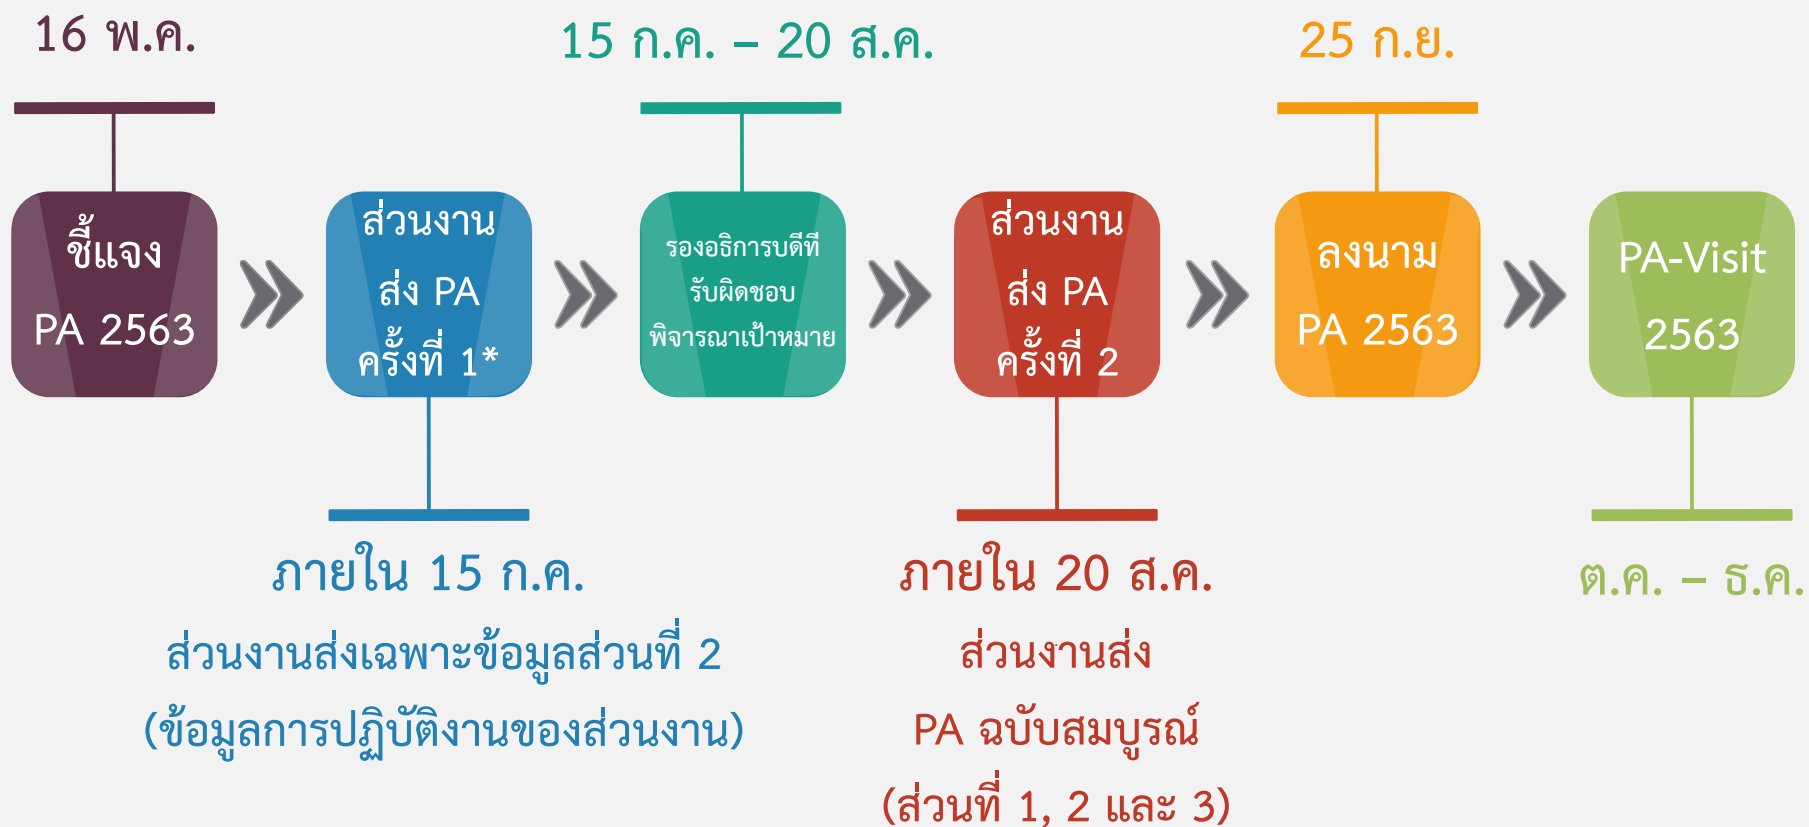 16 พ.ค.
15 ก.ค. – 20 ส.ค.
25 ก.ย.
ชี้แจง
PA 2563
ส่วนงาน
ส่ง PA
ครั้งที่ 1*
รองอธิการบดีที่
รับผิดชอบ
พิจารณาเป้าหมาย
ส่วนงาน
ส่ง PA
ครั้งที่ 2
ลงนาม
PA 2563
PA-Visit
2563
ภายใน 15 ก.ค.
ส่วนงานส่งเฉพาะข้อมูลส่วนที่ 2
(ข้อมูลการปฏิบัติงานของส่วนงาน)
ภายใน 20 ส.ค.
ส่วนงานส่ง
PA ฉบับสมบูรณ์
(ส่วนที่ 1, 2 และ 3)
ต.ค. – ธ.ค.